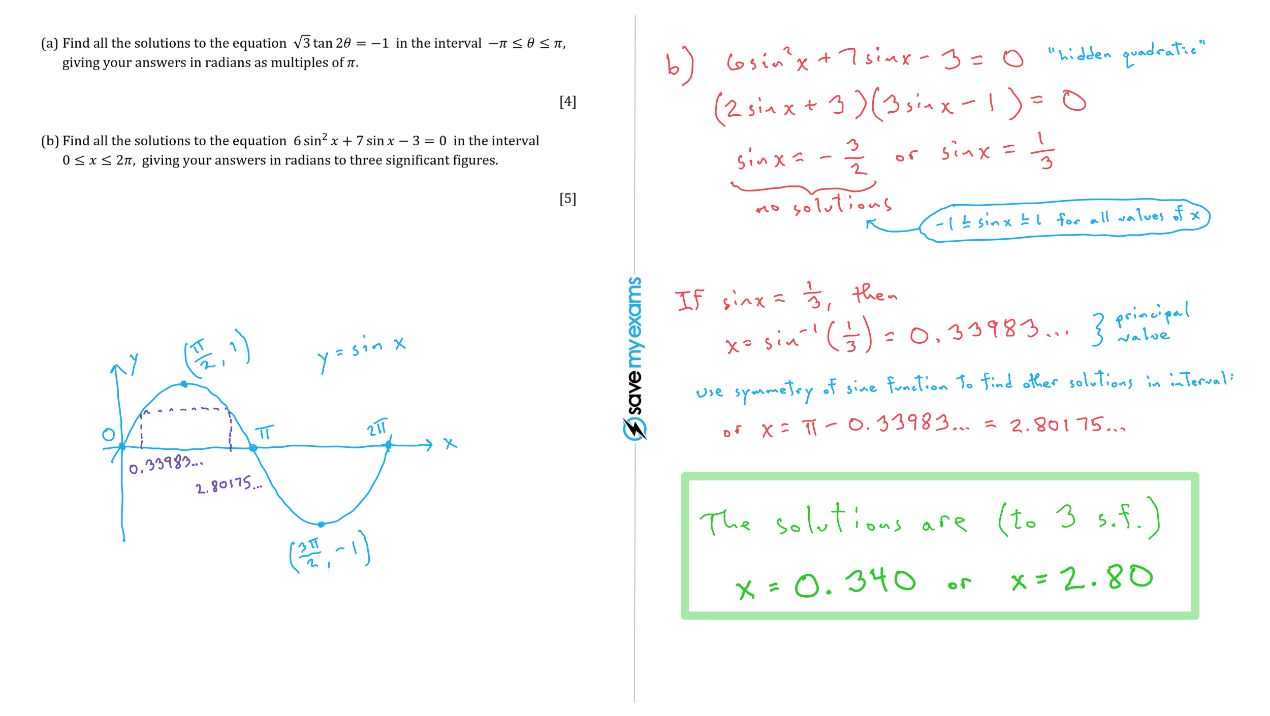 (a) Find all the solutions to the equation √3 tan 2θ = −1 in the interval −π ≤ θ ≤ π,
giving your answers in radians as multiples of π.
[4]
(b) Find all the solutions to the equation 6 sin² x + 7 sin x − 3 = 0 in the interval
0 ≤ x ≤ 2π, giving your answers in radians to three significant figures.
[5]
(π/2, 1)
y = sin x
y
0
π
2π
x
0.33983...
2.80175...
(3π/2, −1)
savemyexams
b) 6sin²x + 7sinx − 3 = 0 "hidden quadratic"
(2 sinx + 3)(3sinx − 1) = 0
sinx = − 3/2 or sinx = 1/3
no solutions
-1 ≤ sinx ≤ 1 for all values of x
If sinx = 1/3, then
x = sin⁻¹(1/3) = 0.33983... } principal value
Use symmetry of sine function to find other solutions in interval:
or x = π − 0.33983... = 2.80175...
The solutions are (to 3 s.f.)
x = 0.340 or x = 2.80